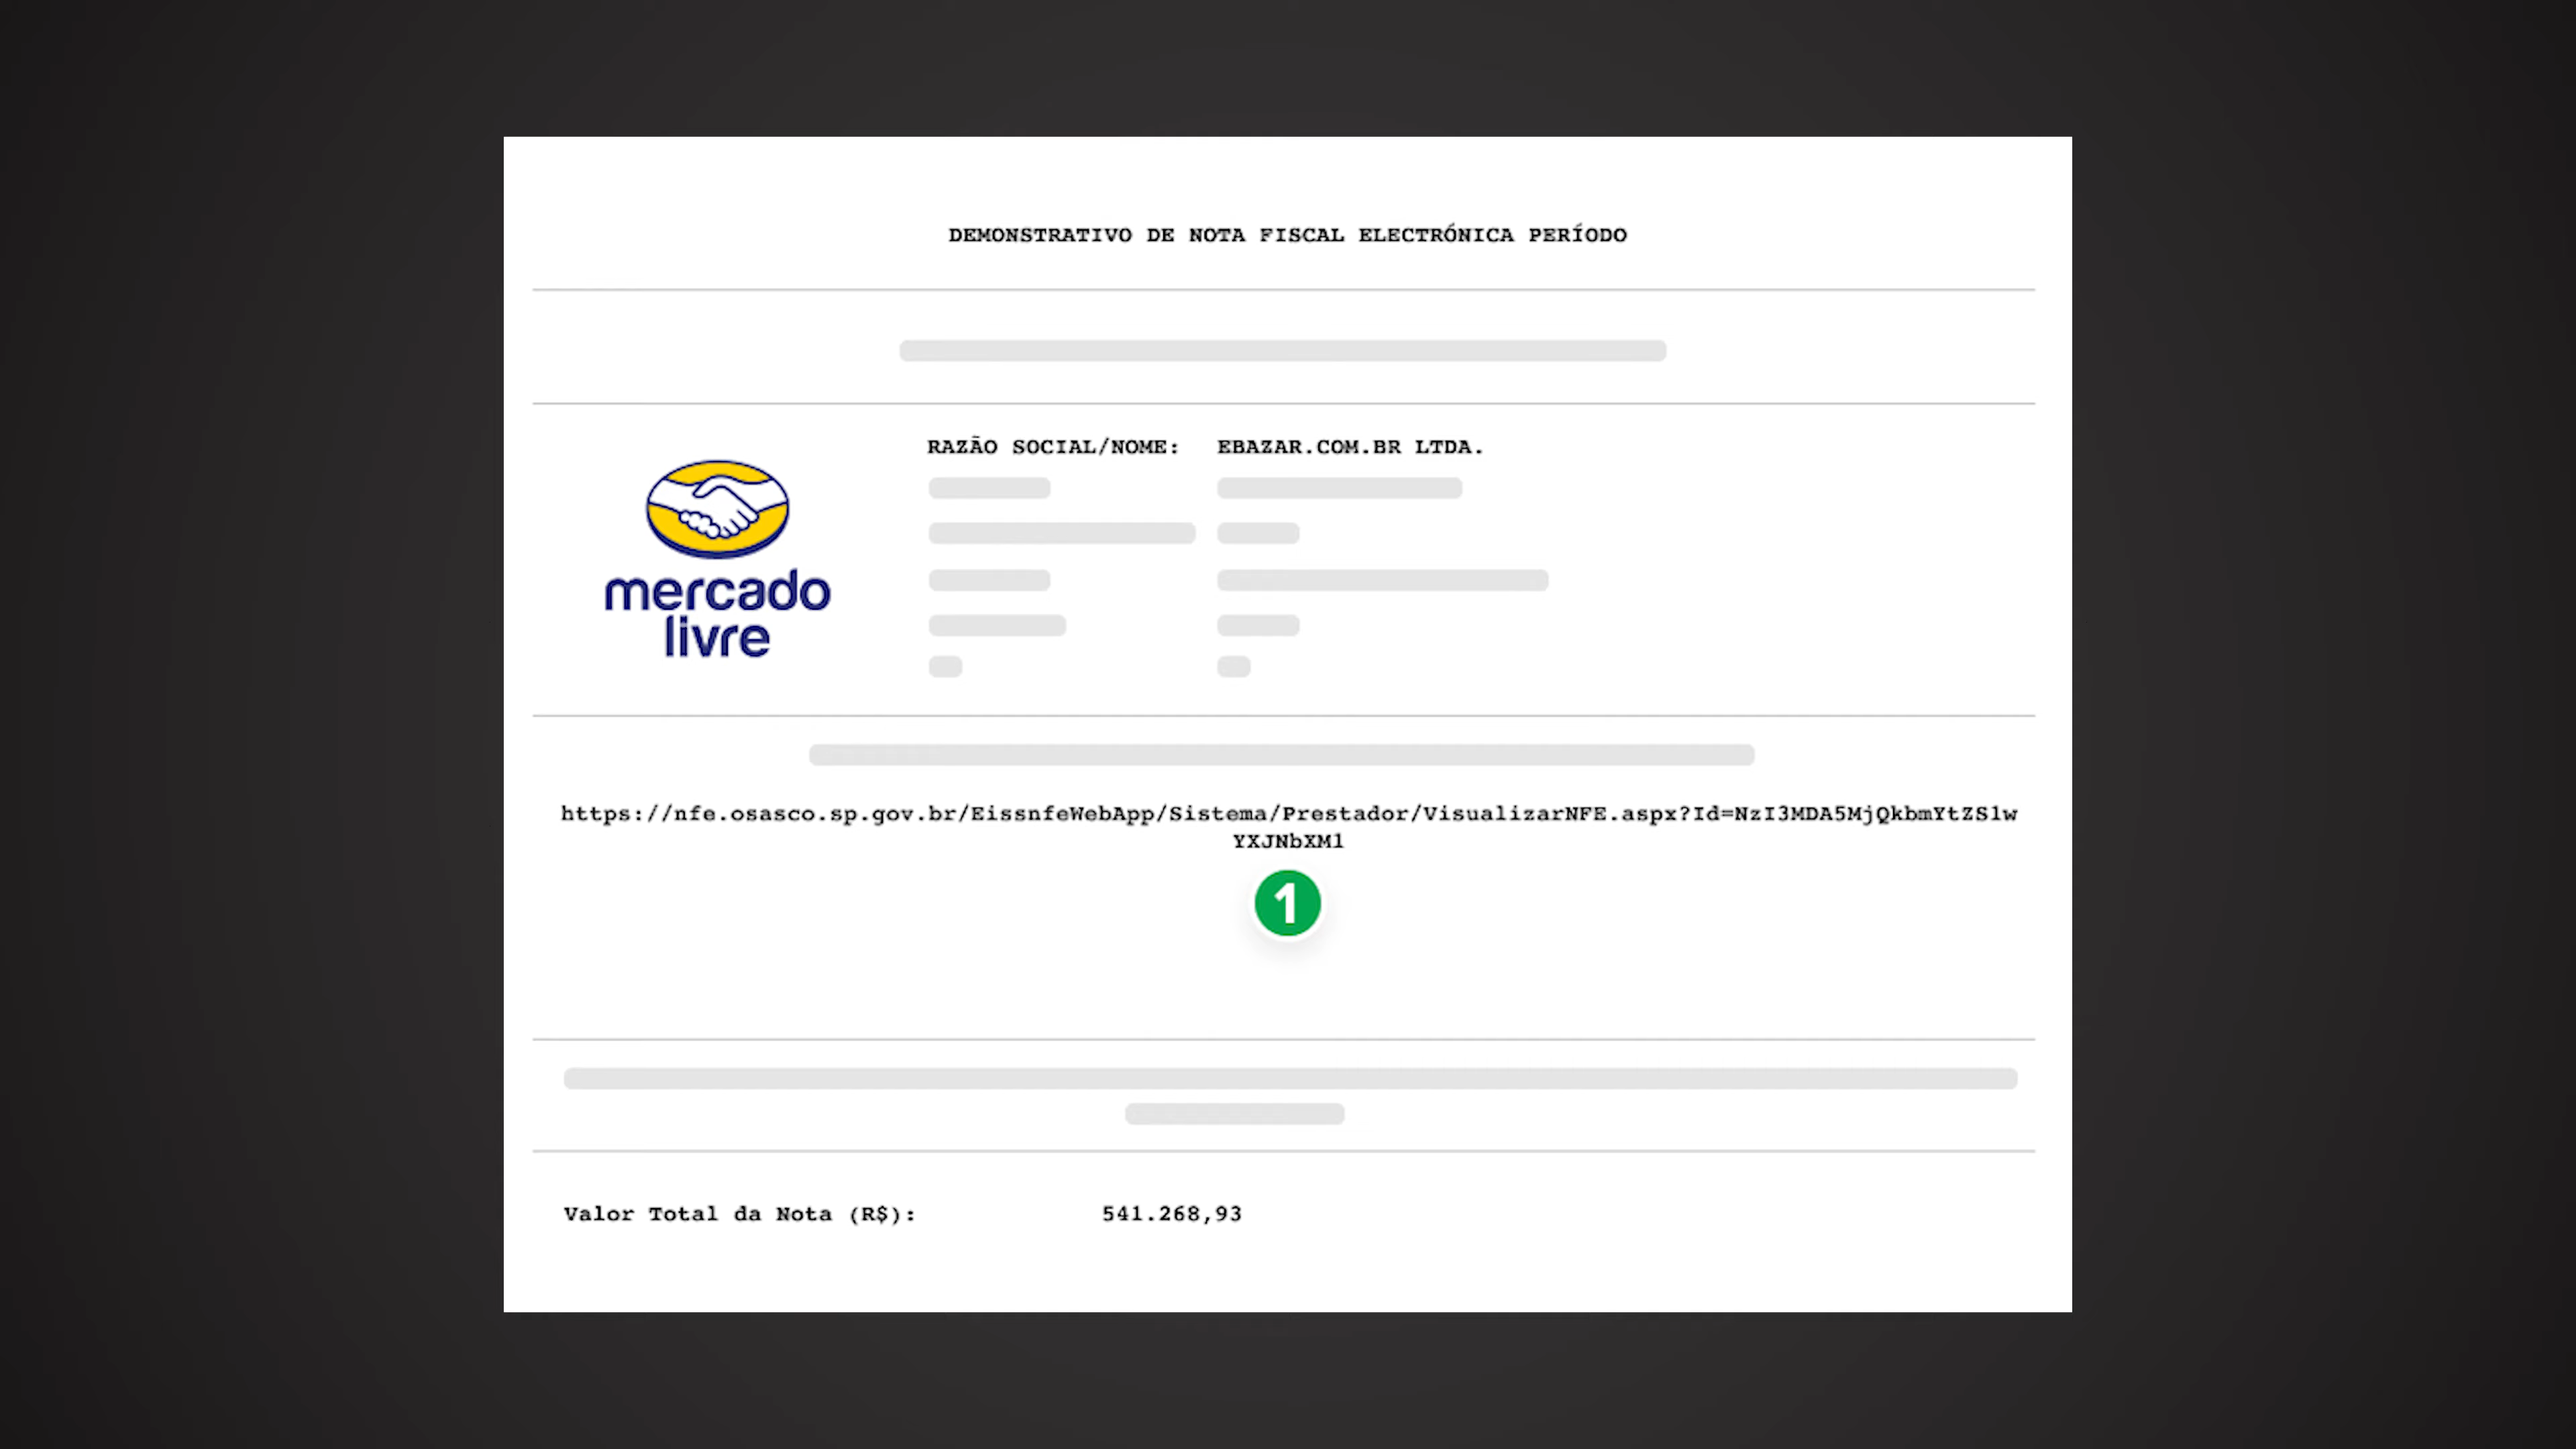 DEMONSTRATIVO DE NOTA FISCAL ELECTRÓNICA PERÍODO
mercado
livre
RAZÃO SOCIAL/NOME: EBAZAR.COM.BR LTDA.
https://nfe.osasco.sp.gov.br/EissnfeWebApp/Sistema/Prestador/VisualizarNFE.aspx?Id=NzI3MDA5MjQkbmYtZS1w
YXJNbXM1
1
Valor Total da Nota (R$): 541.268,93